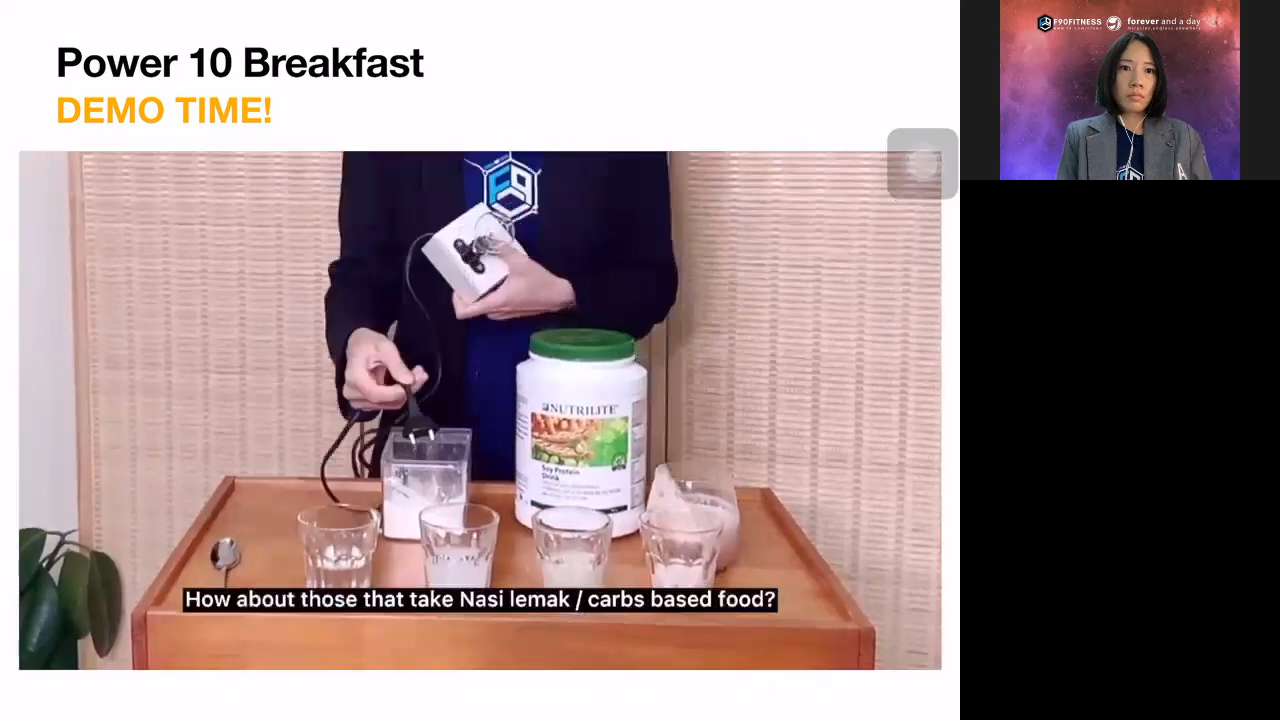 Power 10 Breakfast
DEMO TIME!
F90FITNESS
forever and a day
F9
NUTRILITE
Soy Protein
Drink
How about those that take Nasi lemak / carbs based food?